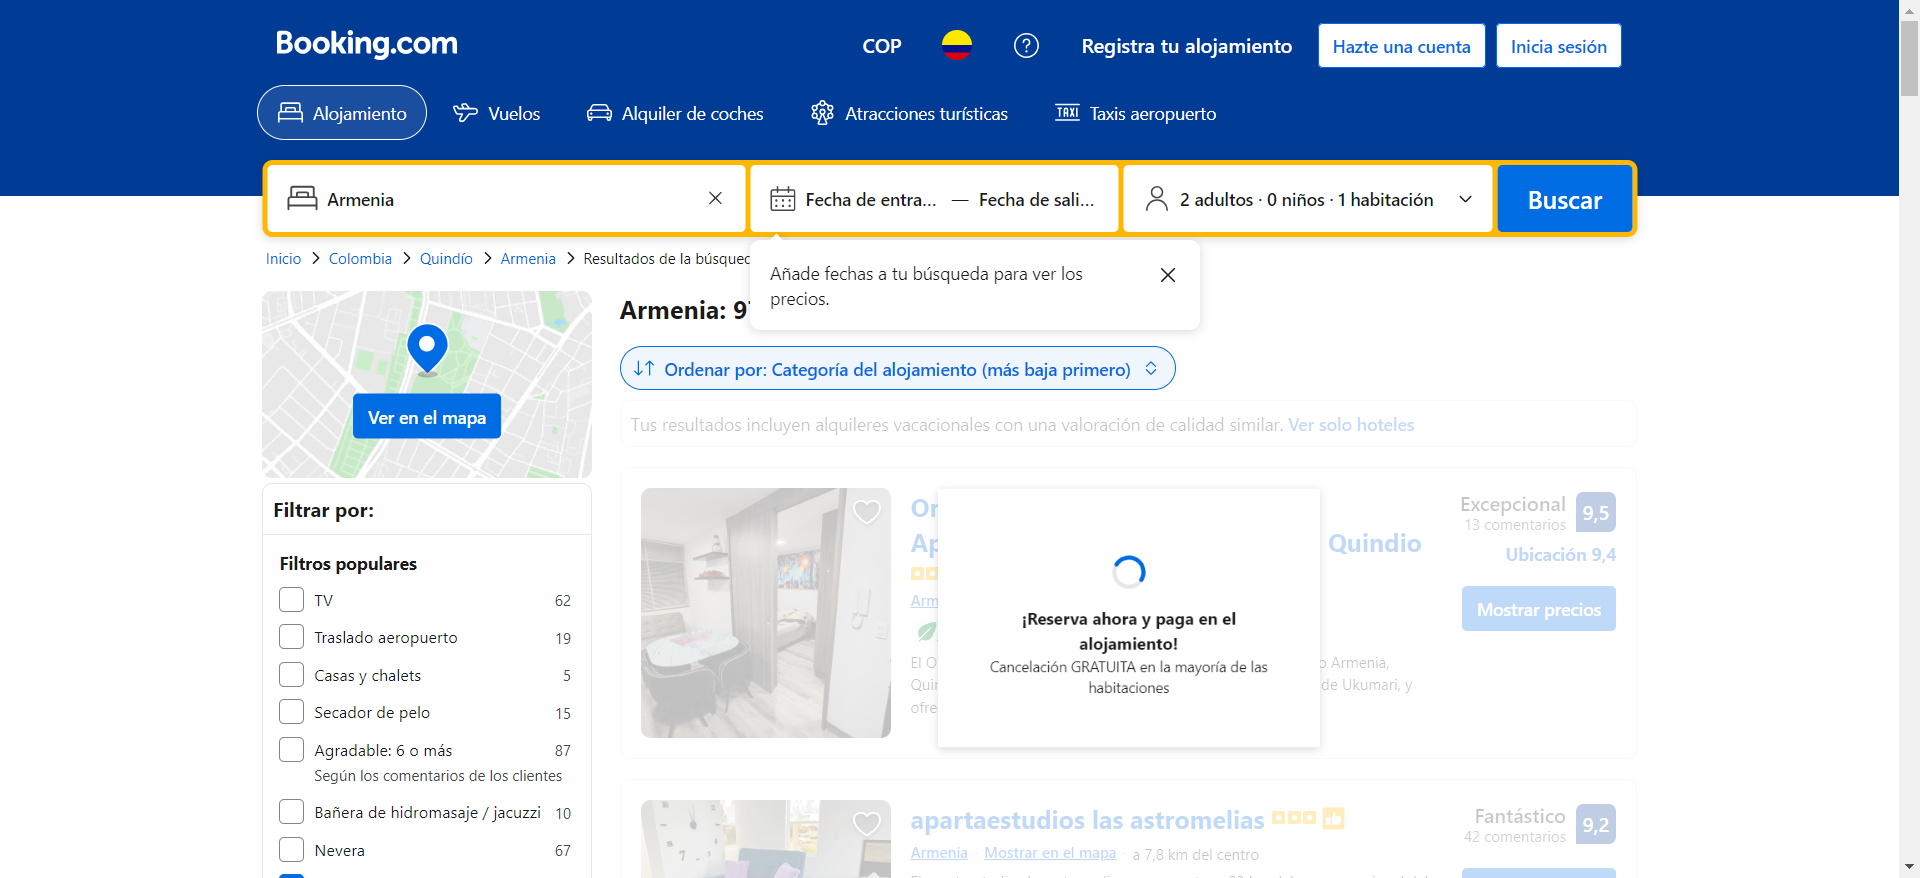 Booking.com
COP
Registra tu alojamiento
Hazte una cuenta
Inicia sesión
Alojamiento
Vuelos
Alquiler de coches
Atracciones turísticas
TAXI
Taxis aeropuerto
Armenia
Fecha de entra... — Fecha de sali...
2 adultos · 0 niños · 1 habitación
Buscar
Inicio
Colombia
Quindío
Armenia
Resultados de la
Añade fechas a tu búsqueda para ver los
precios.
Ver en el mapa
Armenia:
Ordenar por: Categoría del alojamiento (más baja primero)
Tus resultados incluyen alquileres vacacionales con una valoración de calidad similar. Ver solo hoteles
Filtrar por:
Filtros populares
TV 62
Traslado aeropuerto 19
Casas y chalets 5
Secador de pelo 15
Agradable: 6 o más 87
Según los comentarios de los clientes
Bañera de hidromasaje / jacuzzi 10
Nevera 67
Quindio
Excepcional
13 comentarios
9,5
Ubicación 9,4
Mostrar precios
El
Armenia,
de Ukumari, y
¡Reserva ahora y paga en el
alojamiento!
Cancelación GRATUITA en la mayoría de las
habitaciones
apartaestudios las astromelias
Fantástico
42 comentarios
9,2
Armenia Mostrar en el mapa a 7,8 km del centro